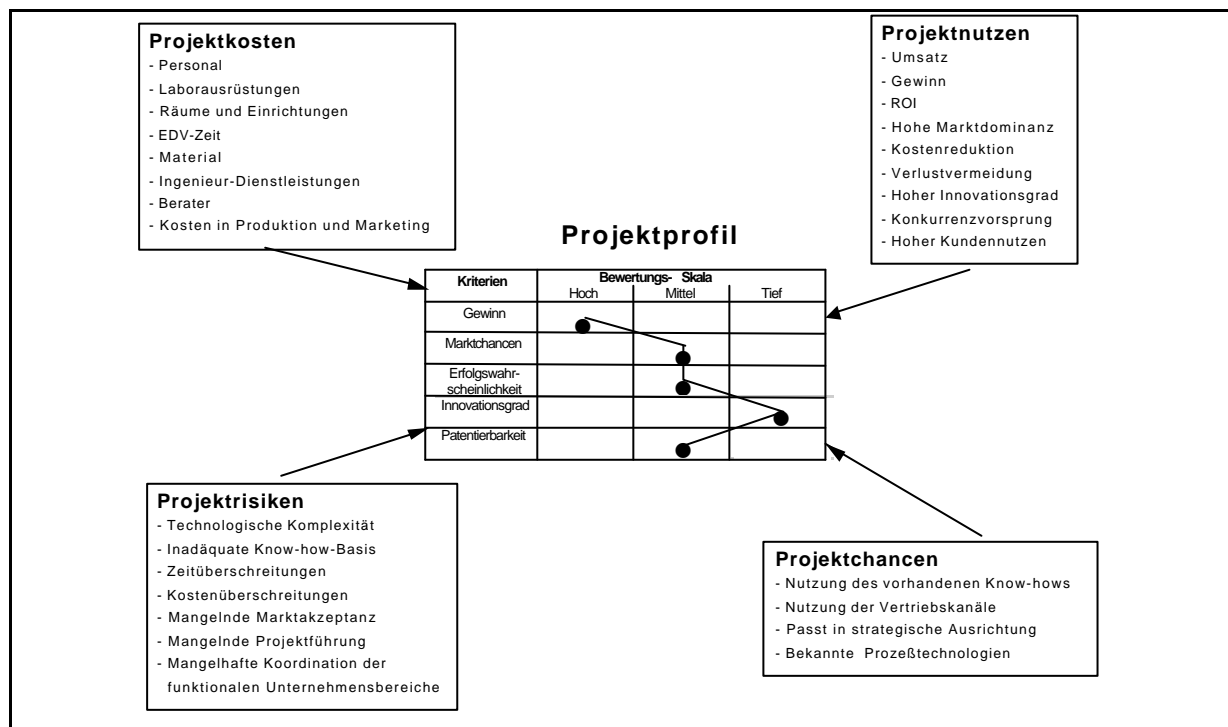 Projektkosten
- Personal
- Laborausrüstungen
- Räume und Einrichtungen
- EDV-Zeit
- Material
- Ingenieur-Dienstleistungen
- Berater
- Kosten in Produktion und Marketing
Projektnutzen
- Umsatz
- Gewinn
- ROI
- Hohe Marktdominanz
- Kostenreduktion
- Verlustvermeidung
- Hoher Innovationsgrad
- Konkurrenzvorsprung
- Hoher Kundennutzen
Projektprofil
Kriterien Bewertungs- Skala
Hoch Mittel Tief
Gewinn
Marktchancen
Erfolgswahr-
scheinlichkeit
Innovationsgrad
Patentierbarkeit
Projektrisiken
- Technologische Komplexität
- Inadäquate Know-how-Basis
- Zeitüberschreitungen
- Kostenüberschreitungen
- Mangelnde Marktakzeptanz
- Mangelnde Projektführung
- Mangelhafte Koordination der
funktionalen Unternehmensbereiche
Projektchancen
- Nutzung des vorhandenen Know-hows
- Nutzung der Vertriebskanäle
- Passt in strategische Ausrichtung
- Bekannte Prozeßtechnologien